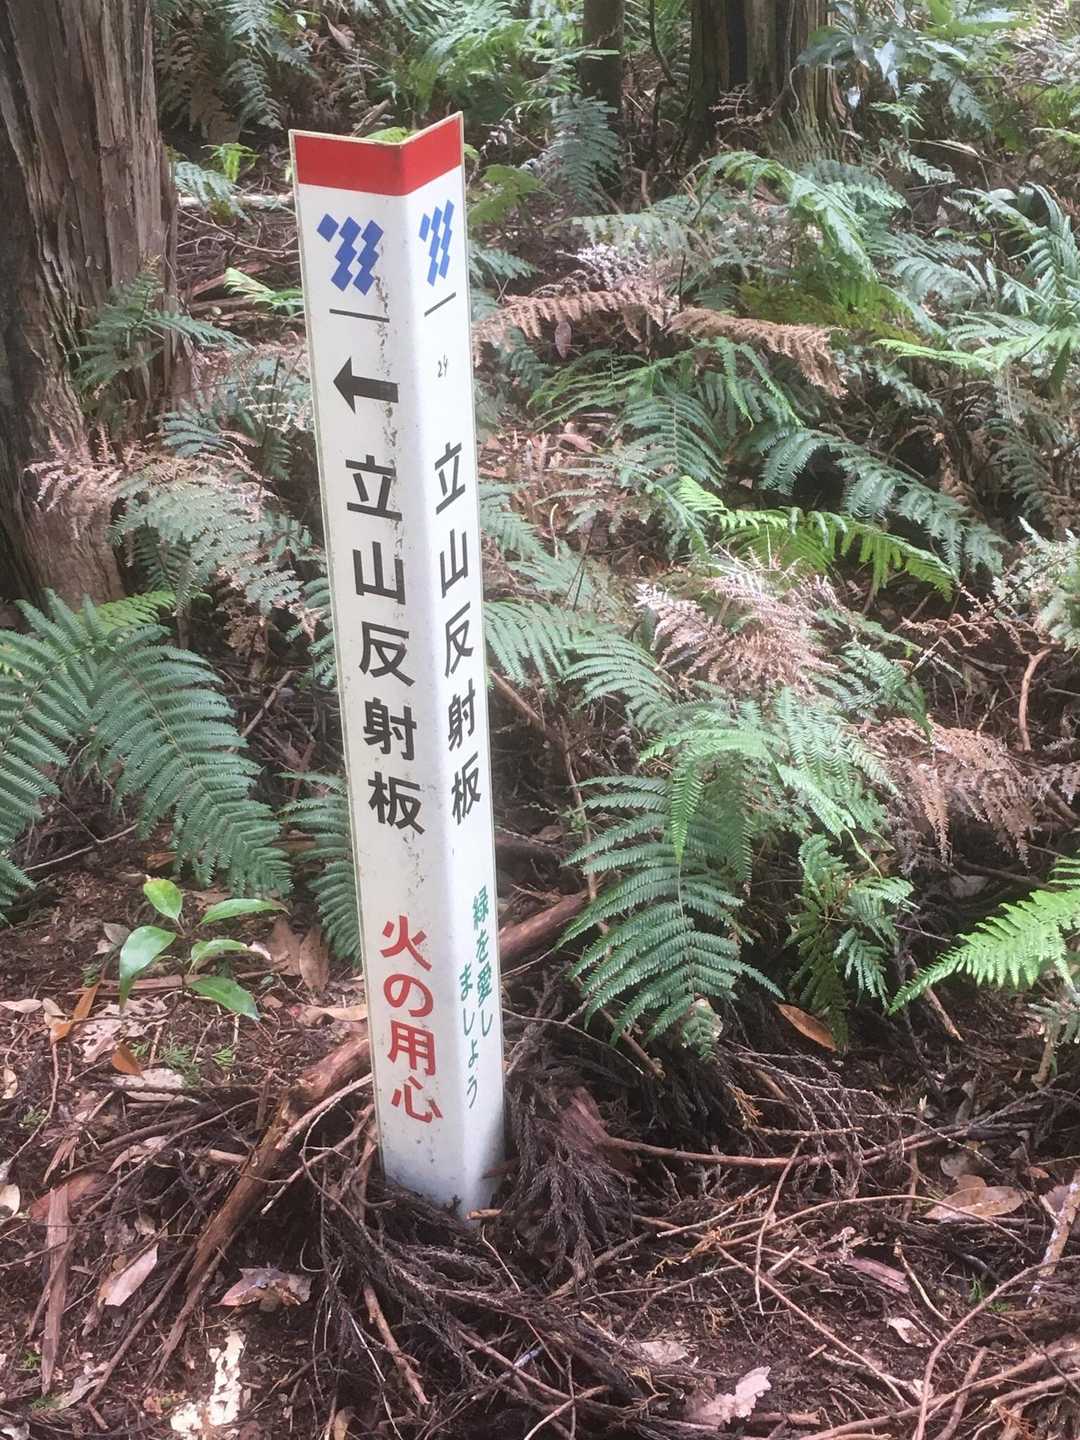 ←立山反射板
火の用心
24
立山反射板
緑を愛し
ましょう